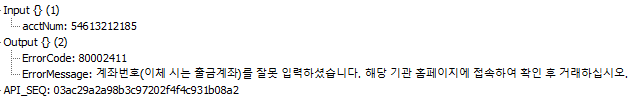 Input {} (1)
acctNum: 54613212185
Output {} (2)
ErrorCode: 80002411
ErrorMessage: 계좌번호(이체 시는 출금계좌)를 잘못 입력하셨습니다. 해당 기관 홈페이지에 접속하여 확인 후 거래하십시오.
API_SEQ: 03ac29a2a98b3c97202f4f4c931b08a2